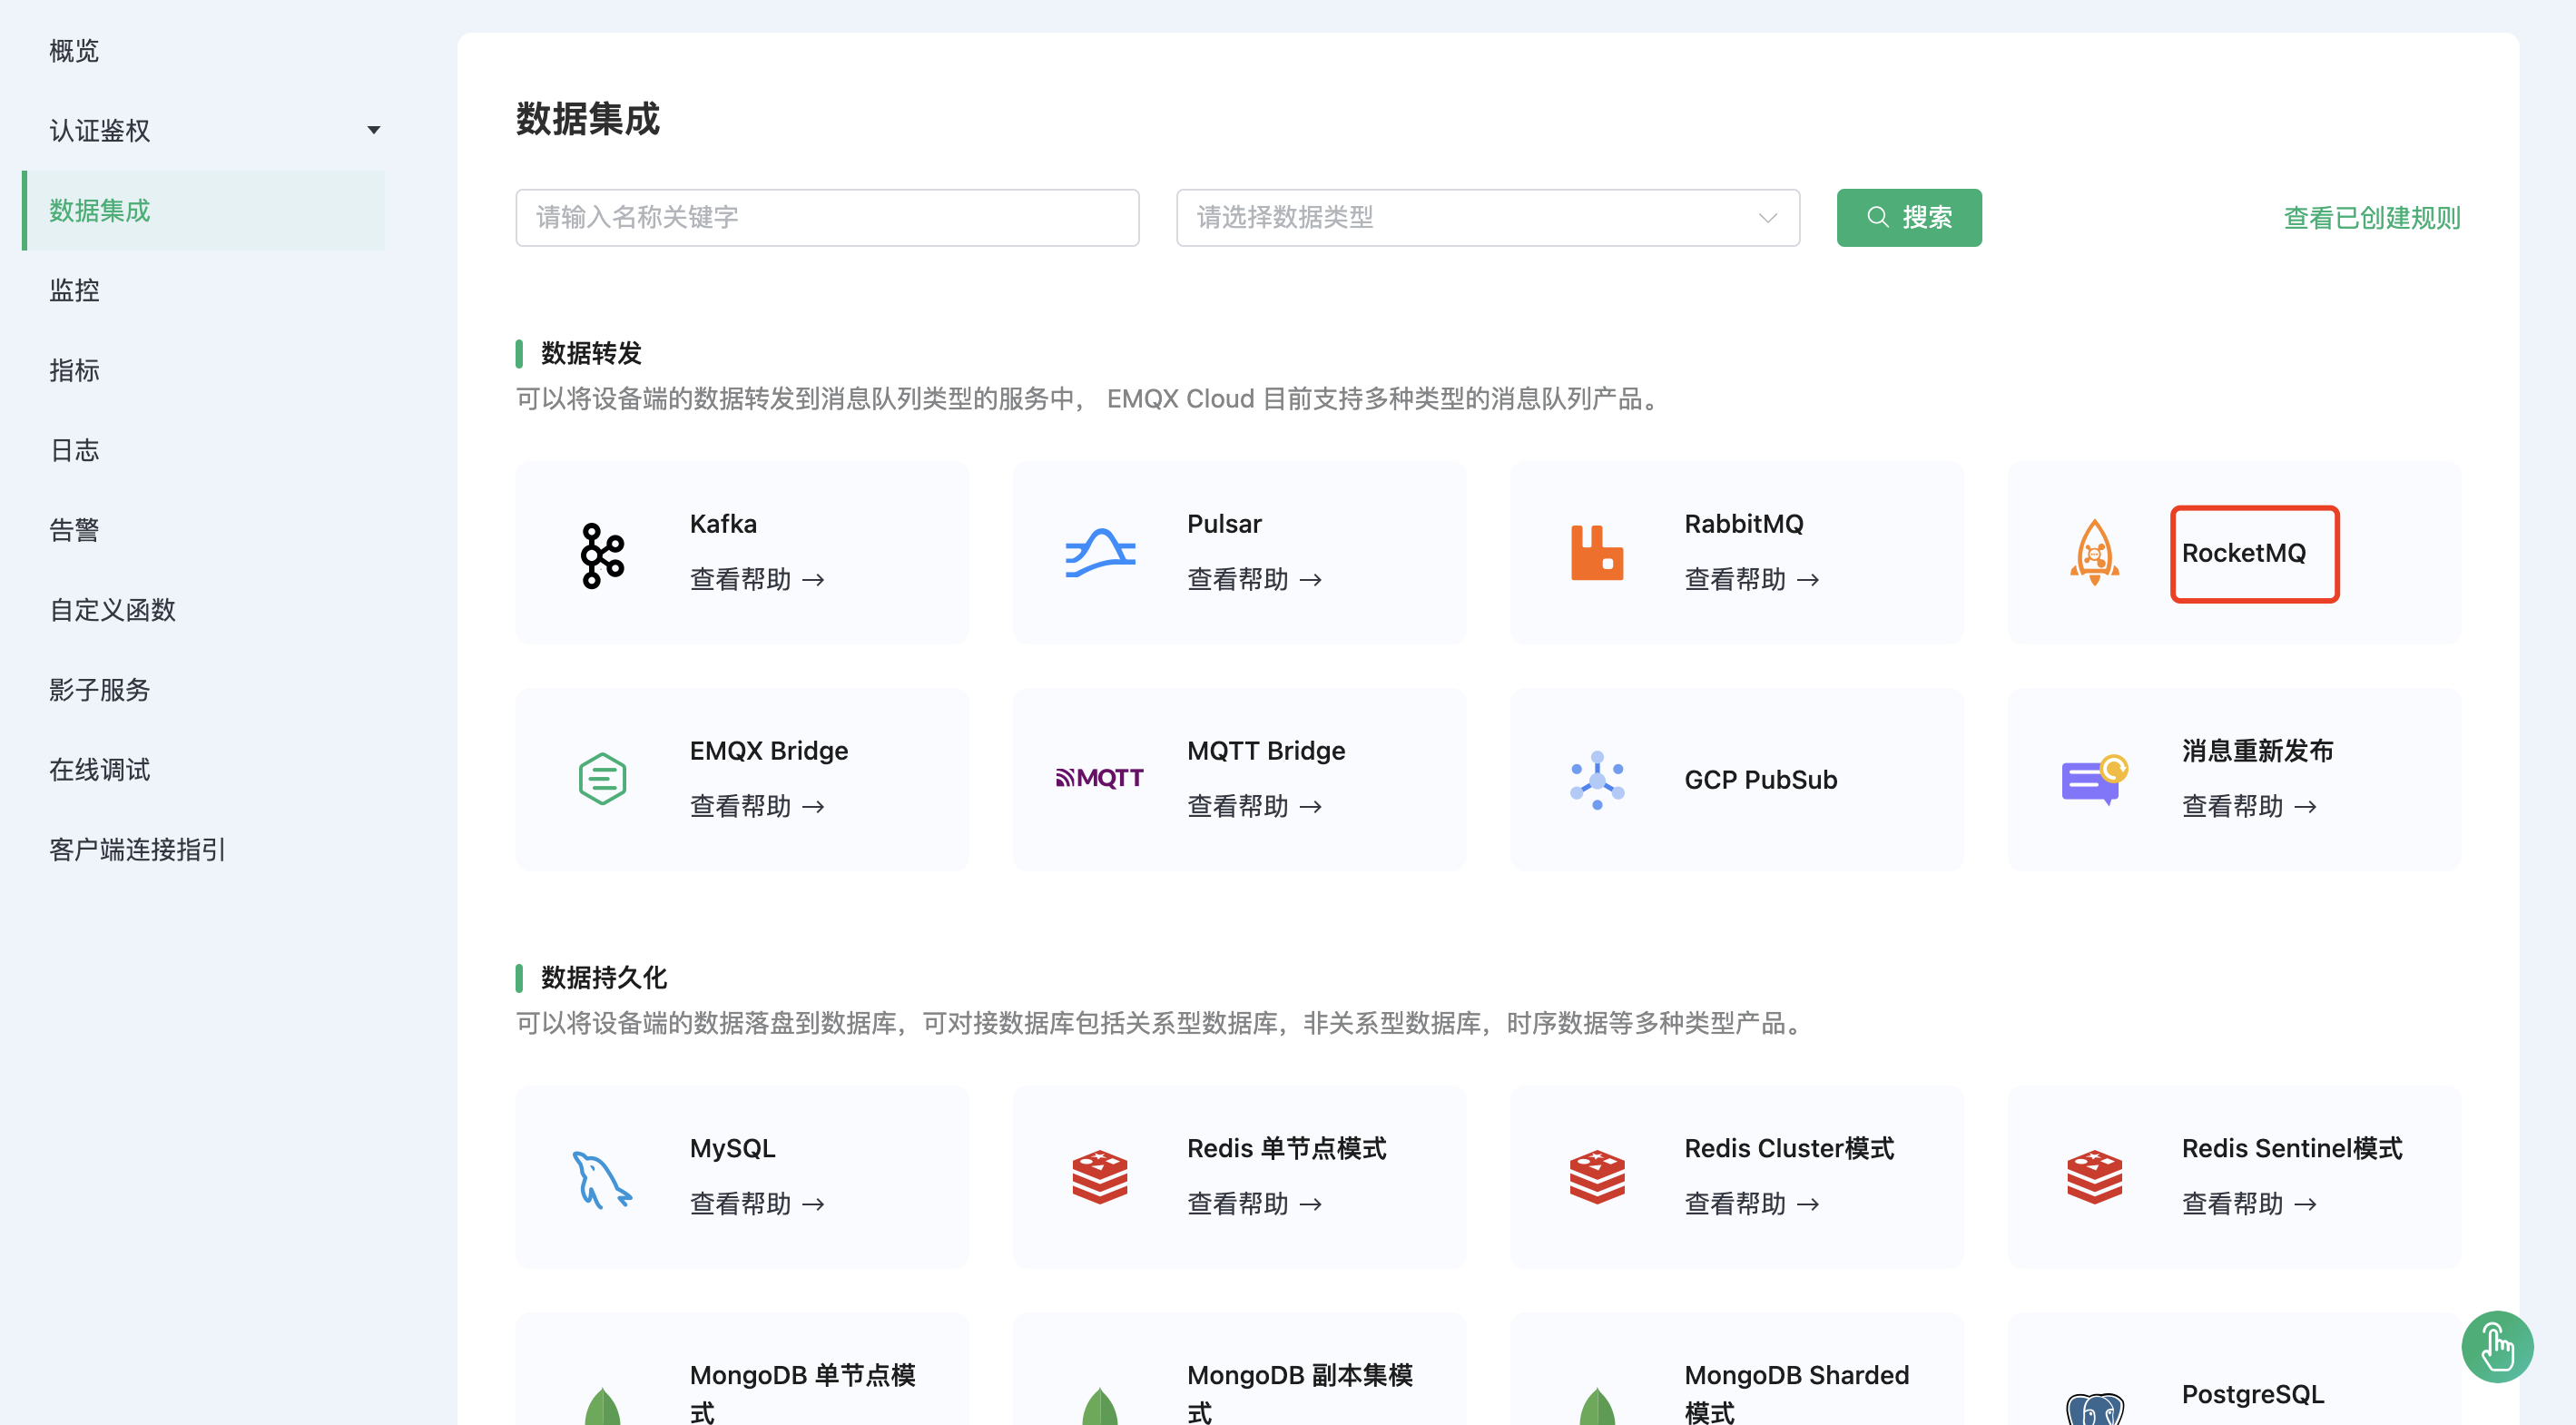 概览
认证鉴权
数据集成
监控
指标
日志
告警
自定义函数
影子服务
在线调试
客户端连接指引
数据集成
请输入名称关键字
请选择数据类型
搜索
查看已创建规则
数据转发
可以将设备端的数据转发到消息队列类型的服务中， EMQX Cloud 目前支持多种类型的消息队列产品。
Kafka
查看帮助 →
Pulsar
查看帮助 →
RabbitMQ
查看帮助 →
RocketMQ
EMQX Bridge
查看帮助 →
MQTT
MQTT Bridge
查看帮助 →
GCP PubSub
消息重新发布
查看帮助 →
数据持久化
可以将设备端的数据落盘到数据库，可对接数据库包括关系型数据库，非关系型数据库，时序数据等多种类型产品。
MySQL
查看帮助 →
Redis 单节点模式
查看帮助 →
Redis Cluster模式
查看帮助 →
Redis Sentinel模式
查看帮助 →
MongoDB 单节点模
式
MongoDB 副本集模
式
MongoDB Sharded
模式
PostgreSQL